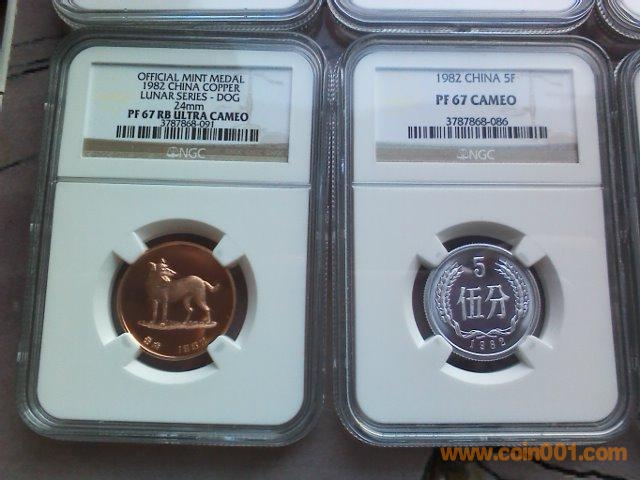 OFFICIAL MINT MEDAL
1982 CHINA COPPER
LUNAR SERIES - DOG
24mm
PF 67 RB ULTRA CAMEO
3787868-091
NGC
1982 CHINA 5F
PF 67 CAMEO
3787868-086
NGC
1982
5
伍分
1982
www.coin001.com